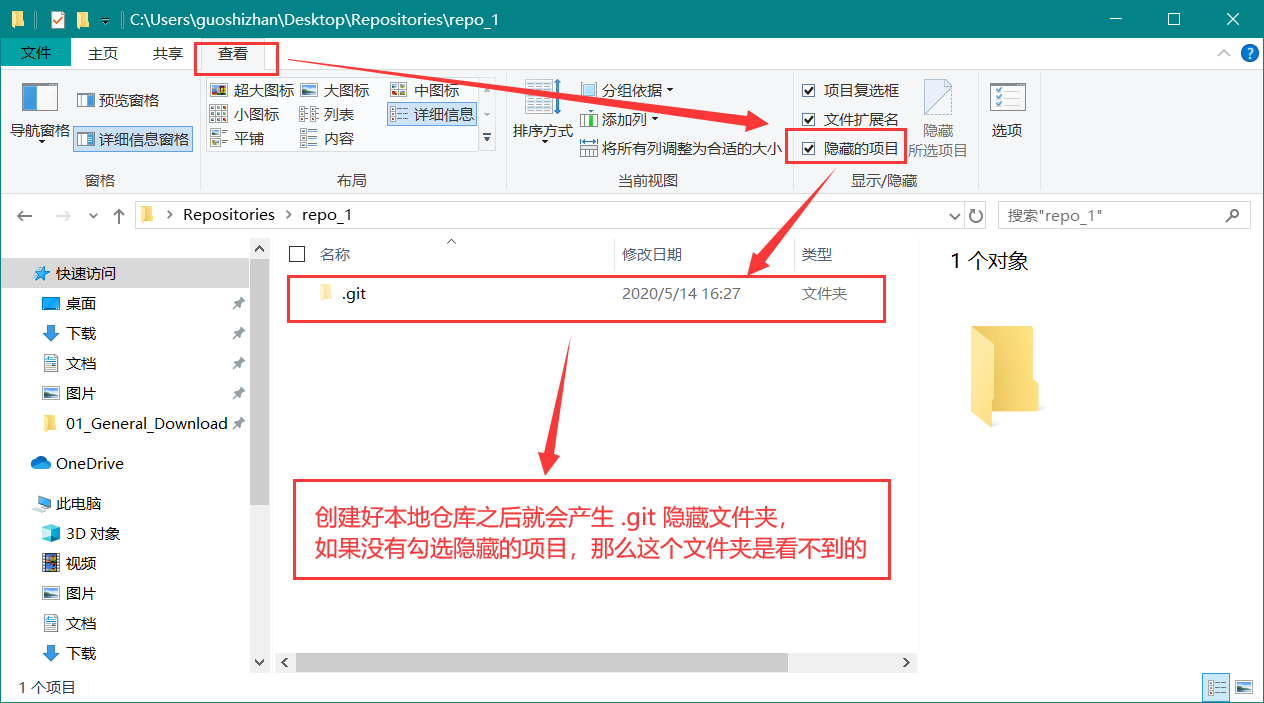 C:\Users\guoshizhan\Desktop\Repositories\repo_1
文件 主页 共享 查看
导航窗格
预览窗格
详细信息窗格
窗格
超大图标 大图标 中图标
小图标 列表 详细信息
平铺 内容
布局
排序方式
分组依据
添加列
将所有列调整为合适的大小
当前视图
项目复选框
文件扩展名
隐藏的项目
隐藏
所选项目
显示/隐藏
选项
Repositories repo_1
搜索"repo_1"
快速访问
桌面
下载
文档
图片
01_General_Download
OneDrive
此电脑
3D 对象
视频
图片
文档
下载
名称 修改日期 类型
.git 2020/5/14 16:27 文件夹
创建好本地仓库之后就会产生 .git 隐藏文件夹，
如果没有勾选隐藏的项目，那么这个文件夹是看不到的
1 个对象
1 个项目